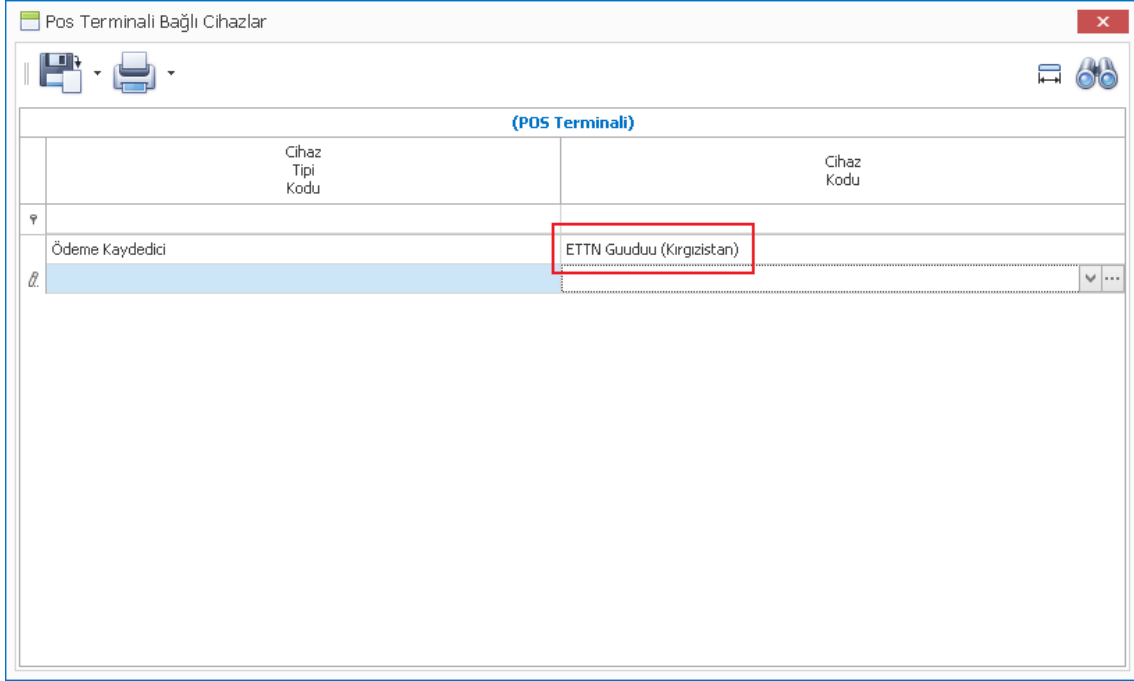 Pos Terminali Bağlı Cihazlar
(POS Terminali)
Cihaz
Tipi
Kodu
Cihaz
Kodu
Ödeme Kaydedici
ETTN Guuduu (Kırgızistan)